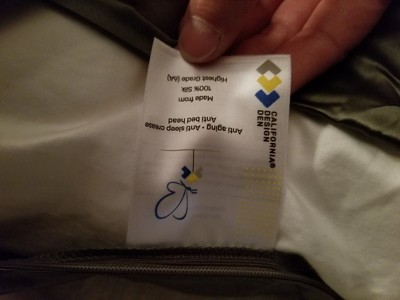 CALIFORNIA®
DESIGN
DEN
Anti aging - Anti sleep crease
Anti bed head
Made from
100% Silk
Highest Grade (6A)